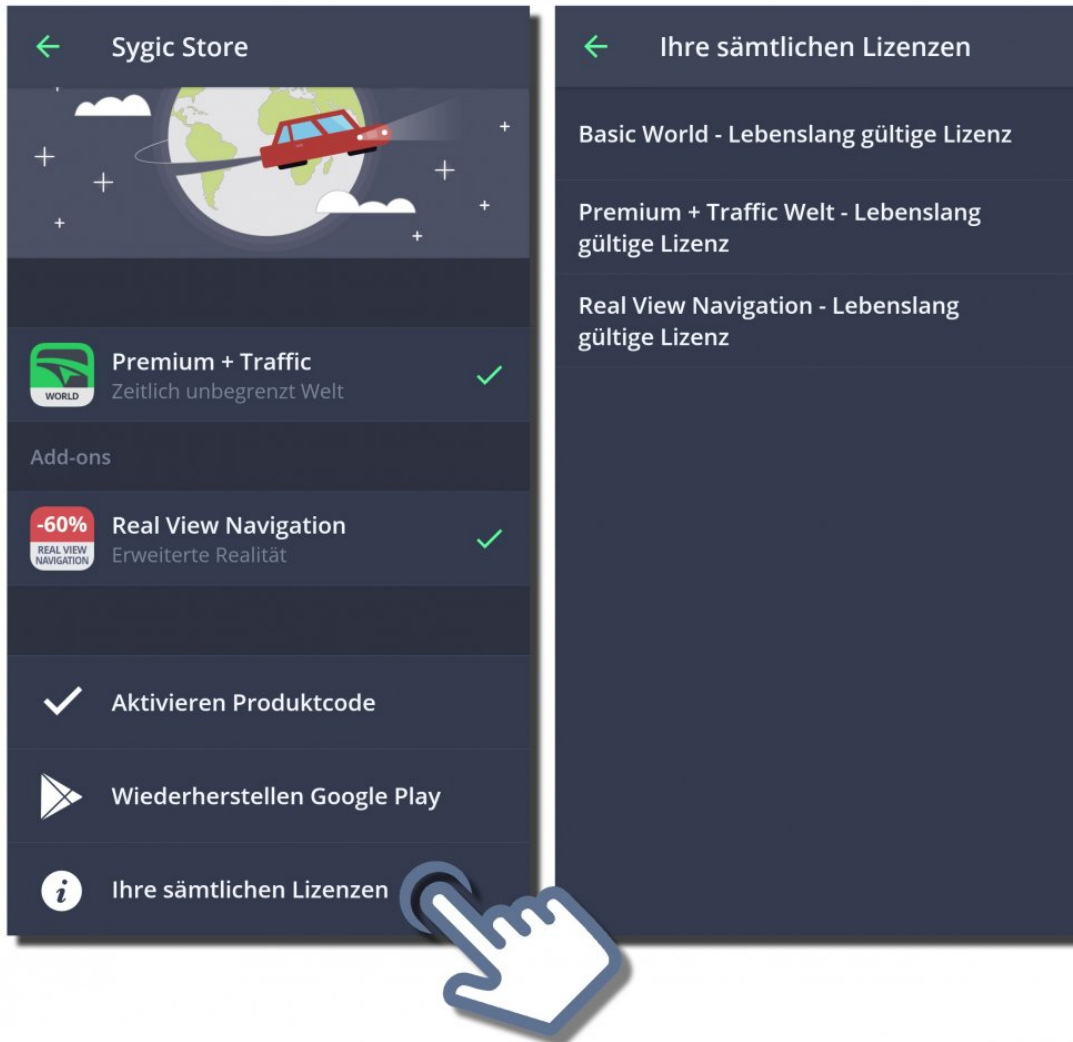 Sygic Store
Premium + Traffic
Zeitlich unbegrenzt Welt
WORLD
Add-ons
-60%
REAL VIEW
NAVIGATION
Real View Navigation
Erweiterte Realität
Aktivieren Produktcode
Wiederherstellen Google Play
i
Ihre sämtlichen Lizenzen
Ihre sämtlichen Lizenzen
Basic World - Lebenslang gültige Lizenz
Premium + Traffic Welt - Lebenslang
gültige Lizenz
Real View Navigation - Lebenslang
gültige Lizenz